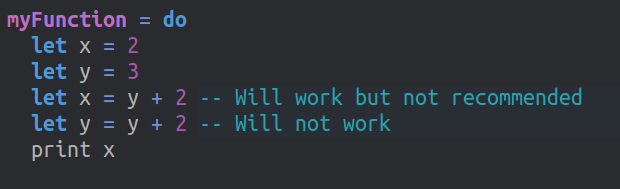 myFunction = do
  let x = 2
  let y = 3
  let x = y + 2 -- Will work but not recommended
  let y = y + 2 -- Will not work
  print x